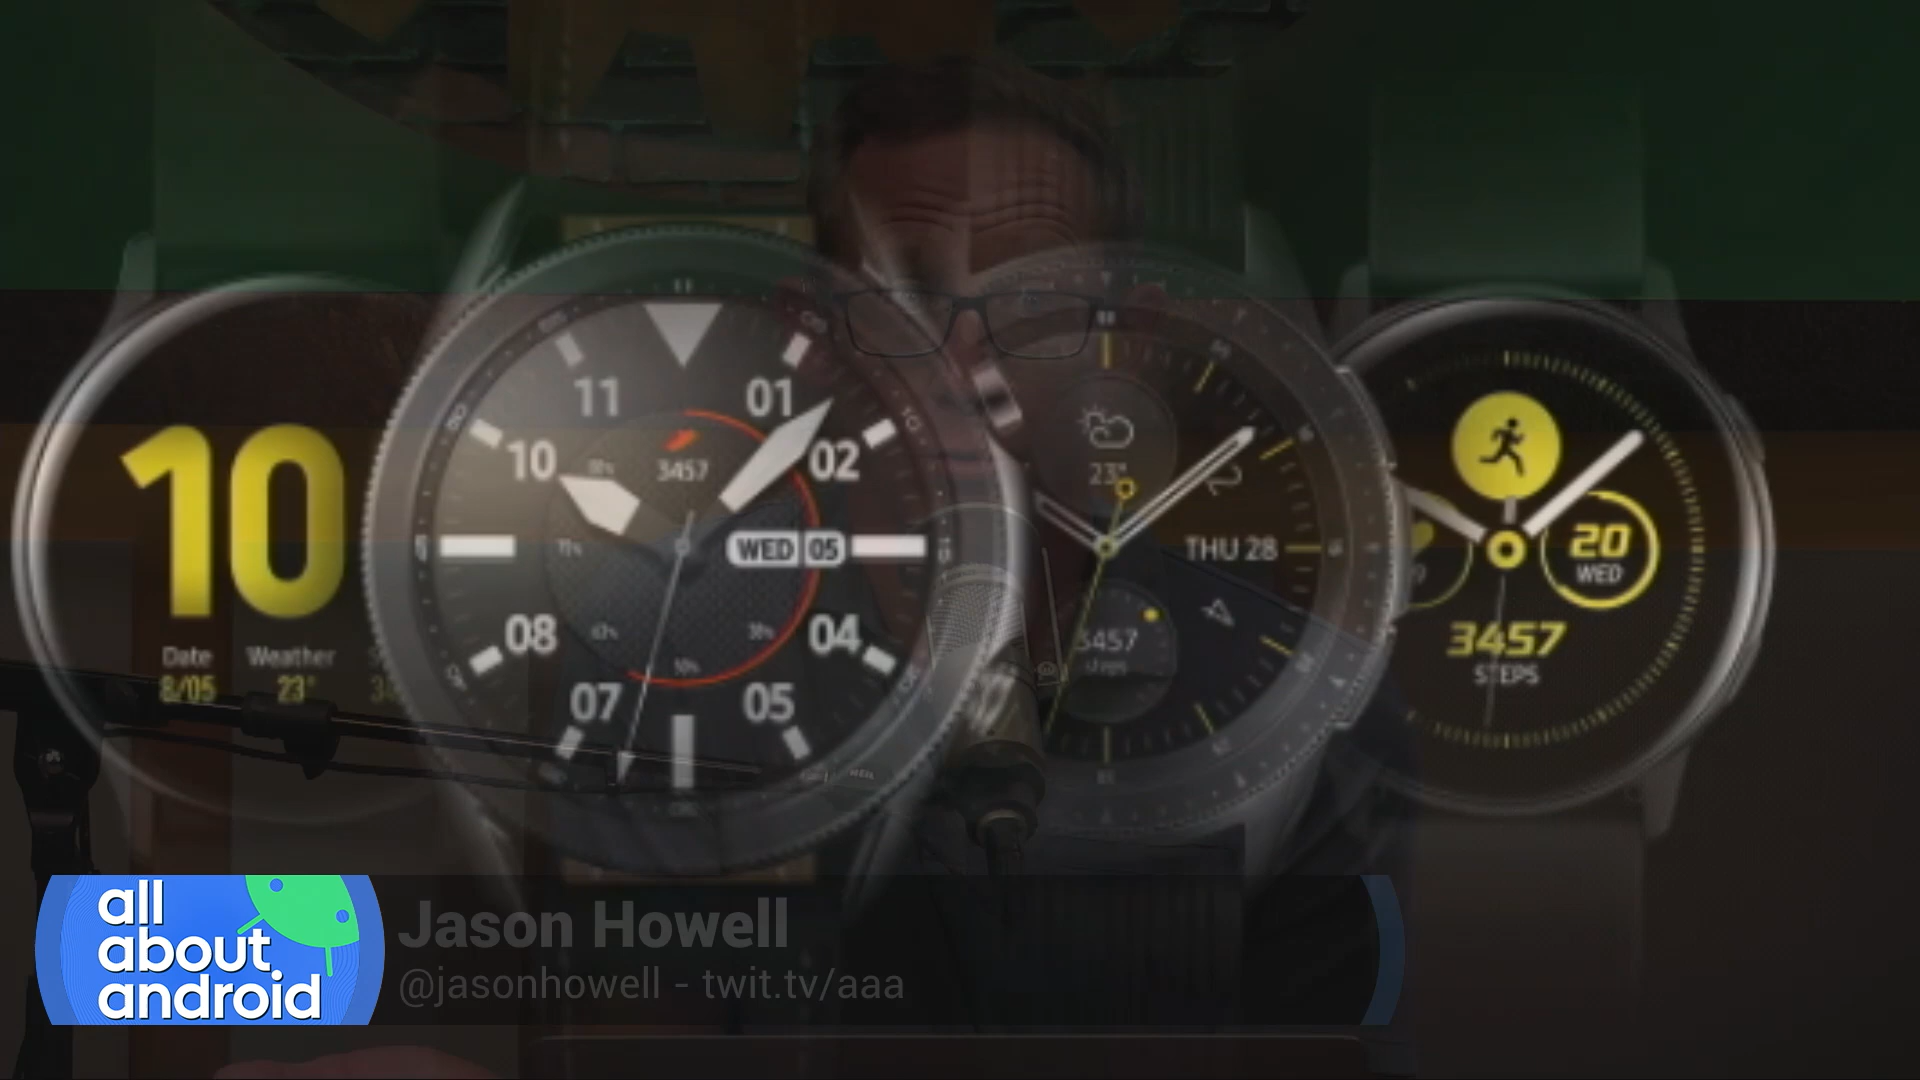 10
Date
8/05
Weather
23°
11
01
10
02
3457
WED 05
08
04
07
05
23°
THU 28
3457
steps
20
WED
3457
STEPS
all
about
android
Jason Howell
@jasonhowell - twit.tv/aaa